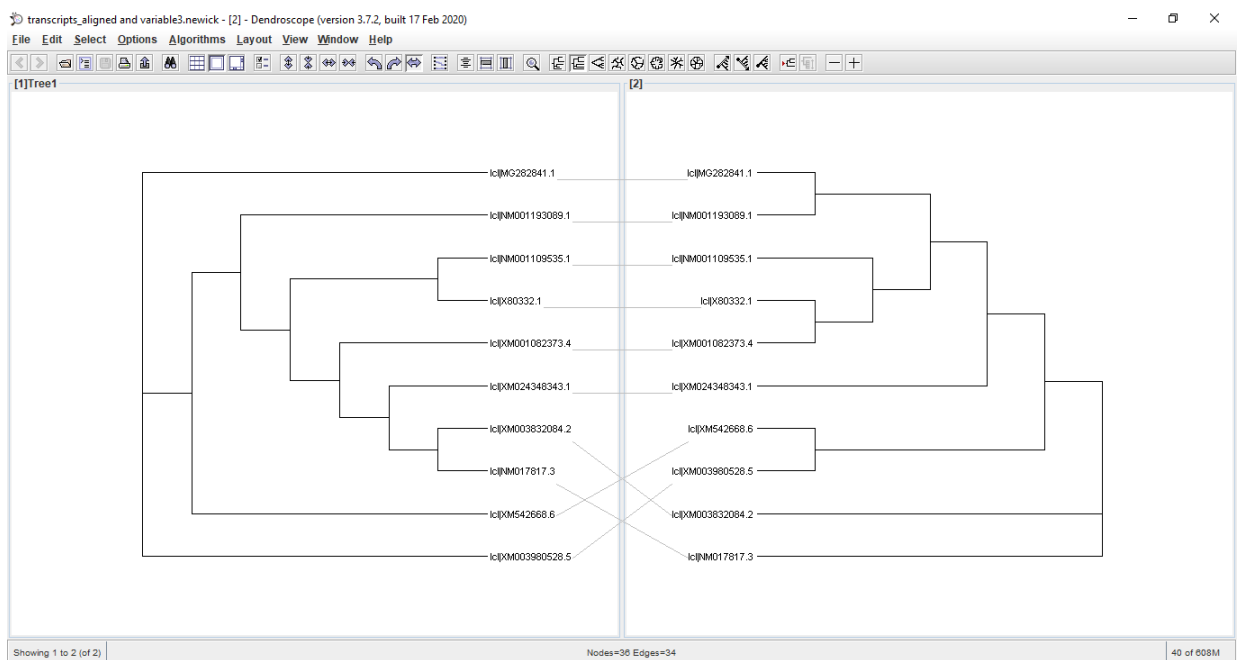 transcripts_aligned and variable3.newick - [2] - Dendroscope (version 3.7.2, built 17 Feb 2020)
File Edit Select Options Algorithms Layout View Window Help
[1]Tree1
[2]
lcl|MG282841.1
lcl|NM001193089.1
lcl|NM001109535.1
lcl|X80332.1
lcl|XM001082373.4
lcl|XM024348343.1
lcl|XM003832084.2
lcl|NM017817.3
lcl|XM542668.6
lcl|XM003980528.5
lcl|MG282841.1
lcl|NM001193089.1
lcl|NM001109535.1
lcl|X80332.1
lcl|XM001082373.4
lcl|XM024348343.1
lcl|XM542668.6
lcl|XM003980528.5
lcl|XM003832084.2
lcl|NM017817.3
Showing 1 to 2 (of 2)
Nodes=36 Edges=34
40 of 608M